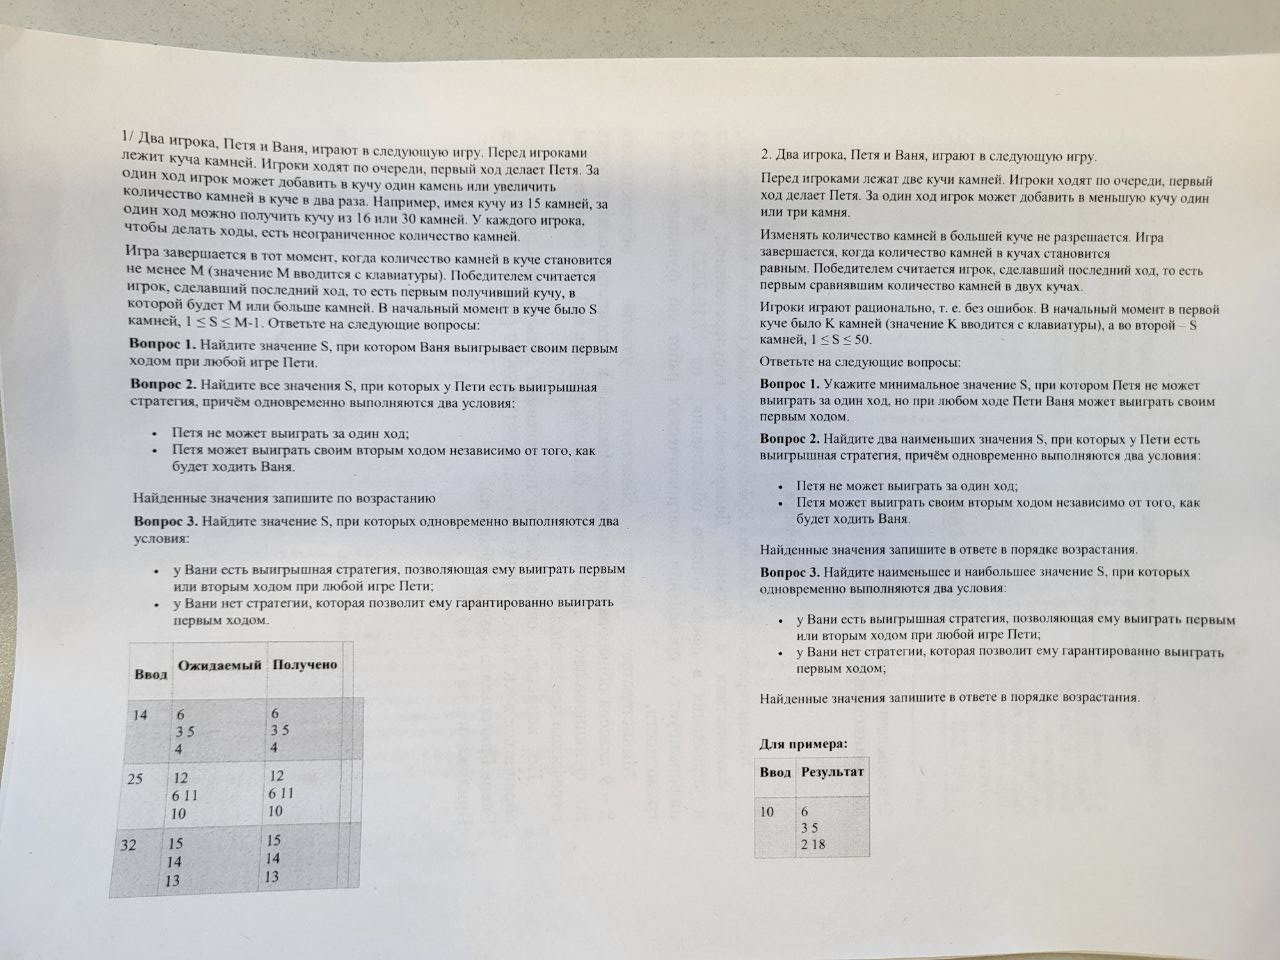 1/ Два игрока, Петя и Ваня, играют в следующую игру. Перед игроками
лежит куча камней. Игроки ходят по очереди, первый ход делает Петя. За
один ход игрок может добавить в кучу один камень или увеличить
количество камней в куче в два раза. Например, имея кучу из 15 камней, за
один ход можно получить кучу из 16 или 30 камней. У каждого игрока,
чтобы делать ходы, есть неограниченное количество камней.
Игра завершается в тот момент, когда количество камней в куче становится
не менее M (значение M вводится с клавиатуры). Победителем считается
игрок, сделавший последний ход, то есть первым получивший кучу, в
которой будет M или больше камней. В начальный момент в куче было S
камней, 1 ≤ S ≤ M-1. Ответьте на следующие вопросы:
Вопрос 1. Найдите значение S, при котором Ваня выигрывает своим первым
ходом при любой игре Пети.
Вопрос 2. Найдите все значения S, при которых у Пети есть выигрышная
стратегия, причём одновременно выполняются два условия:
• Петя не может выиграть за один ход;
• Петя может выиграть своим вторым ходом независимо от того, как
будет ходить Ваня.
Найденные значения запишите по возрастанию
Вопрос 3. Найдите значение S, при которых одновременно выполняются два
условия:
• у Вани есть выигрышная стратегия, позволяющая ему выиграть первым
или вторым ходом при любой игре Пети;
• у Вани нет стратегии, которая позволит ему гарантированно выиграть
первым ходом.
Ввод Ожидаемый Получено
14 6 6
3 5 3 5
4 4
25 12 12
6 11 6 11
10 10
32 15 15
14 14
13 13
2. Два игрока, Петя и Ваня, играют в следующую игру.
Перед игроками лежат две кучи камней. Игроки ходят по очереди, первый
ход делает Петя. За один ход игрок может добавить в меньшую кучу один
или три камня.
Изменять количество камней в большей куче не разрешается. Игра
завершается, когда количество камней в кучах становится
равным. Победителем считается игрок, сделавший последний ход, то есть
первым сравнявшим количество камней в двух кучах.
Игроки играют рационально, т. е. без ошибок. В начальный момент в первой
куче было K камней (значение K вводится с клавиатуры), а во второй – S
камней, 1 ≤ S ≤ 50.
Ответьте на следующие вопросы:
Вопрос 1. Укажите минимальное значение S, при котором Петя не может
выиграть за один ход, но при любом ходе Пети Ваня может выиграть своим
первым ходом.
Вопрос 2. Найдите два наименьших значения S, при которых у Пети есть
выигрышная стратегия, причём одновременно выполняются два условия:
• Петя не может выиграть за один ход;
• Петя может выиграть своим вторым ходом независимо от того, как
будет ходить Ваня.
Найденные значения запишите в ответе в порядке возрастания.
Вопрос 3. Найдите наименьшее и наибольшее значение S, при которых
одновременно выполняются два условия:
• у Вани есть выигрышная стратегия, позволяющая ему выиграть первым
или вторым ходом при любой игре Пети;
• у Вани нет стратегии, которая позволит ему гарантированно выиграть
первым ходом;
Найденные значения запишите в ответе в порядке возрастания.
Для примера:
Ввод Результат
10 6
3 5
2 18